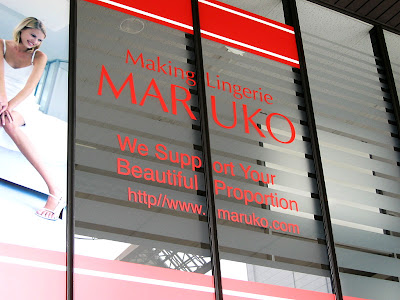 Making Lingerie
MARUKO
We Support Your
Beautiful Proportion
http//www.maruko.com